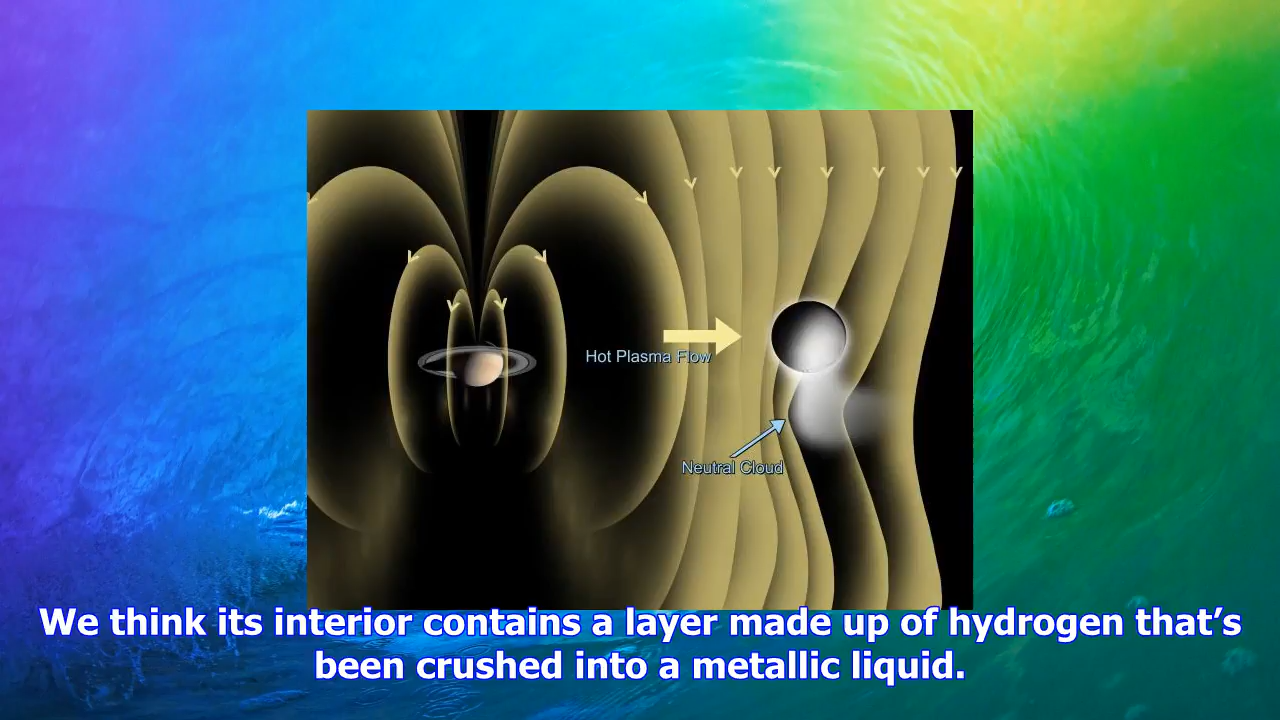 Hot Plasma Flow
Neutral Cloud
We think its interior contains a layer made up of hydrogen that’s
been crushed into a metallic liquid.